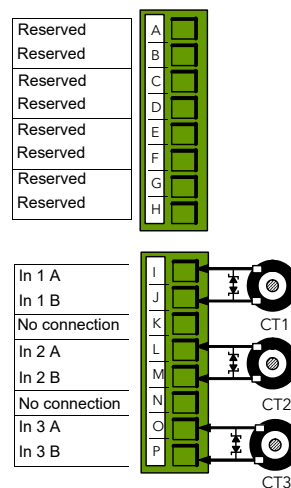 Reserved A
Reserved B
Reserved C
Reserved D
Reserved E
Reserved F
Reserved G
Reserved H
In 1 A I
In 1 B J
No connection K
CT1
In 2 A L
In 2 B M
No connection N
CT2
In 3 A O
In 3 B P
CT3